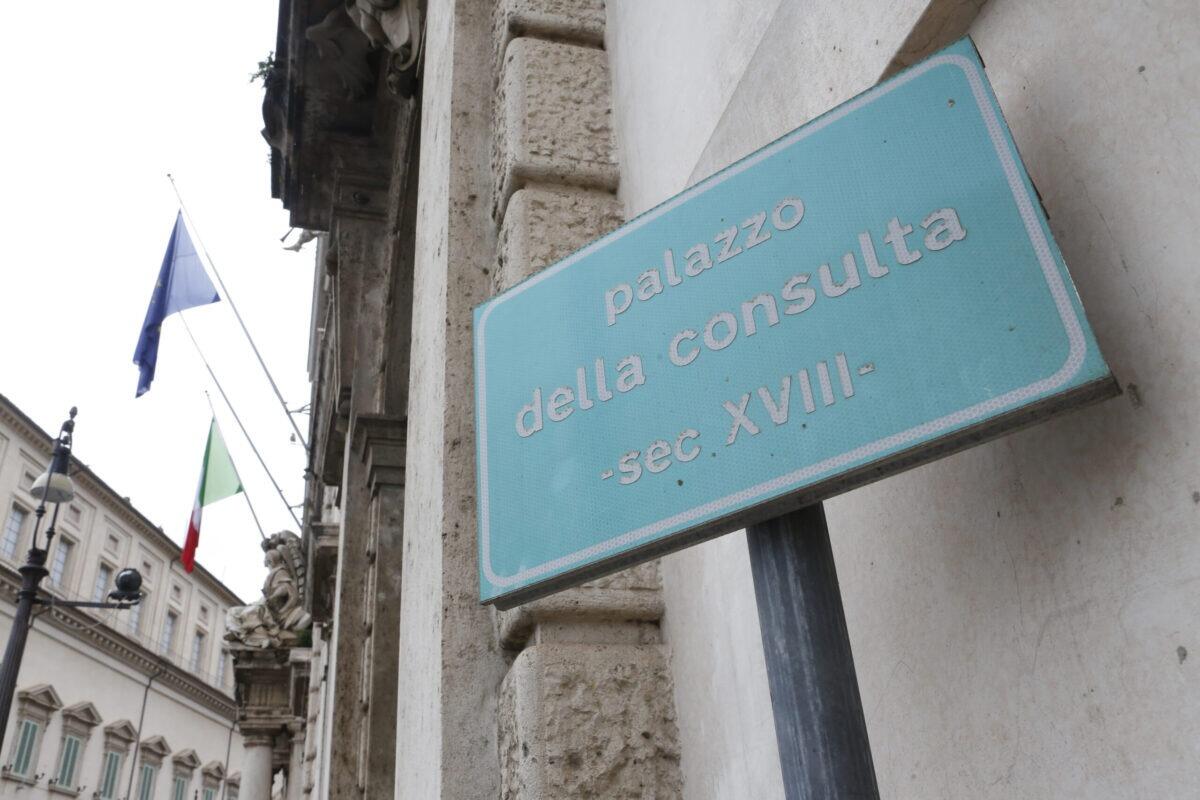 palazzo
della consulta
-sec XVIII-